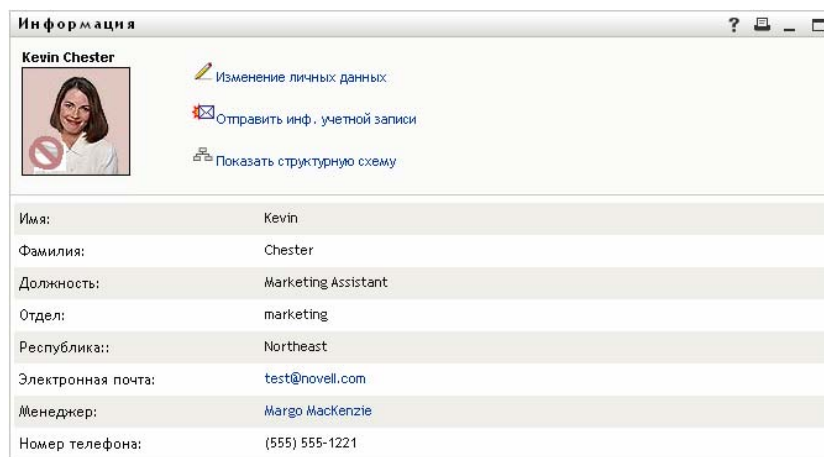 Информация
?
Kevin Chester
Изменение личных данных
Отправить инф. учетной записи
Показать структурную схему
Имя: Kevin
Фамилия: Chester
Должность: Marketing Assistant
Отдел: marketing
Республика:: Northeast
Электронная почта: test@novell.com
Менеджер: Margo MacKenzie
Номер телефона: (555) 555-1221